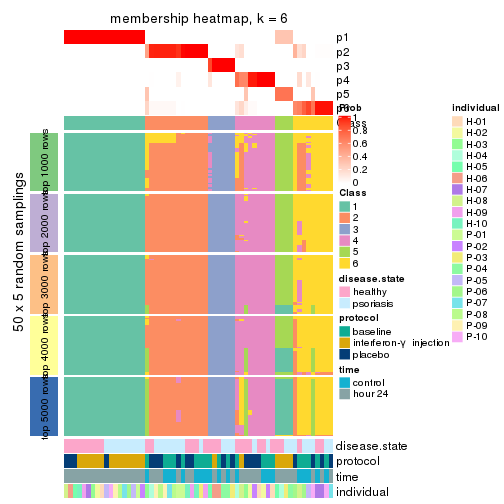 membership heatmap, k = 6
p1
p2
p3
p4
p5
Class
50 x 5 random samplings
top 1000 rows
top 2000 rows
top 3000 rows
top 4000 rows
top 5000 rows
disease.state
protocol
time
individual
Prob
1
0.8
0.6
0.4
0.2
0
Class
1
2
3
4
5
6
disease.state
healthy
psoriasis
protocol
baseline
interferon-γ injection
placebo
time
control
hour 24
individual
H-01
H-02
H-03
H-04
H-05
H-06
H-07
H-08
H-09
H-10
P-01
P-02
P-03
P-04
P-05
P-06
P-07
P-08
P-09
P-10